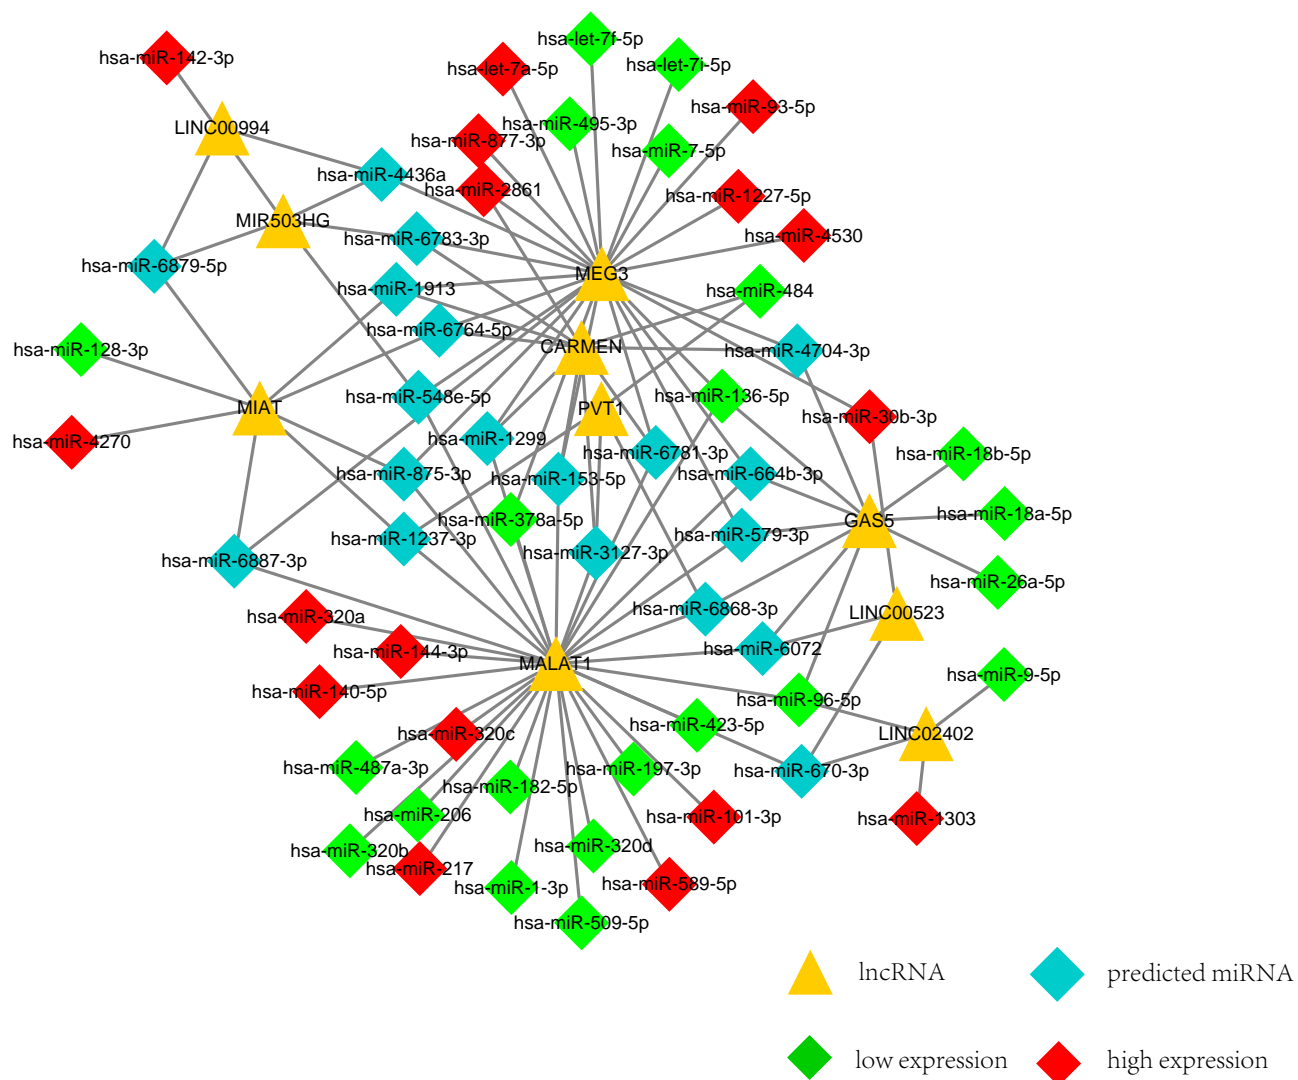 hsa-let-7f-5p
hsa-miR-142-3p
hsa-let-7a-5p
hsa-let-7i-5p
hsa-miR-93-5p
LINC00994
hsa-miR-495-3p
hsa-miR-877-3p
hsa-miR-7-5p
hsa-miR-4436a
hsa-miR-2861
hsa-miR-1227-5p
MIR503HG
hsa-miR-6783-3p
hsa-miR-4530
hsa-miR-6879-5p
MEG3
hsa-miR-1913
hsa-miR-484
hsa-miR-6764-5p
hsa-miR-128-3p
CARMEN
hsa-miR-4704-3p
hsa-miR-548e-5p
hsa-miR-136-5p
MIAT
PVT1
hsa-miR-30b-3p
hsa-miR-4270
hsa-miR-1299
hsa-miR-6781-3p
hsa-miR-18b-5p
hsa-miR-875-3p
hsa-miR-153-5p
hsa-miR-664b-3p
hsa-miR-378a-5p
GAS5
hsa-miR-18a-5p
hsa-miR-1237-3p
hsa-miR-579-3p
hsa-miR-6887-3p
hsa-miR-3127-3p
hsa-miR-26a-5p
hsa-miR-320a
hsa-miR-6868-3p
LINC00523
hsa-miR-144-3p
hsa-miR-6072
MALAT1
hsa-miR-9-5p
hsa-miR-140-5p
hsa-miR-96-5p
hsa-miR-320c
hsa-miR-423-5p
LINC02402
hsa-miR-487a-3p
hsa-miR-197-3p
hsa-miR-670-3p
hsa-miR-182-5p
hsa-miR-206
hsa-miR-101-3p
hsa-miR-1303
hsa-miR-320b
hsa-miR-320d
hsa-miR-217
hsa-miR-1-3p
hsa-miR-589-5p
hsa-miR-509-5p
lncRNA
predicted miRNA
low expression
high expression